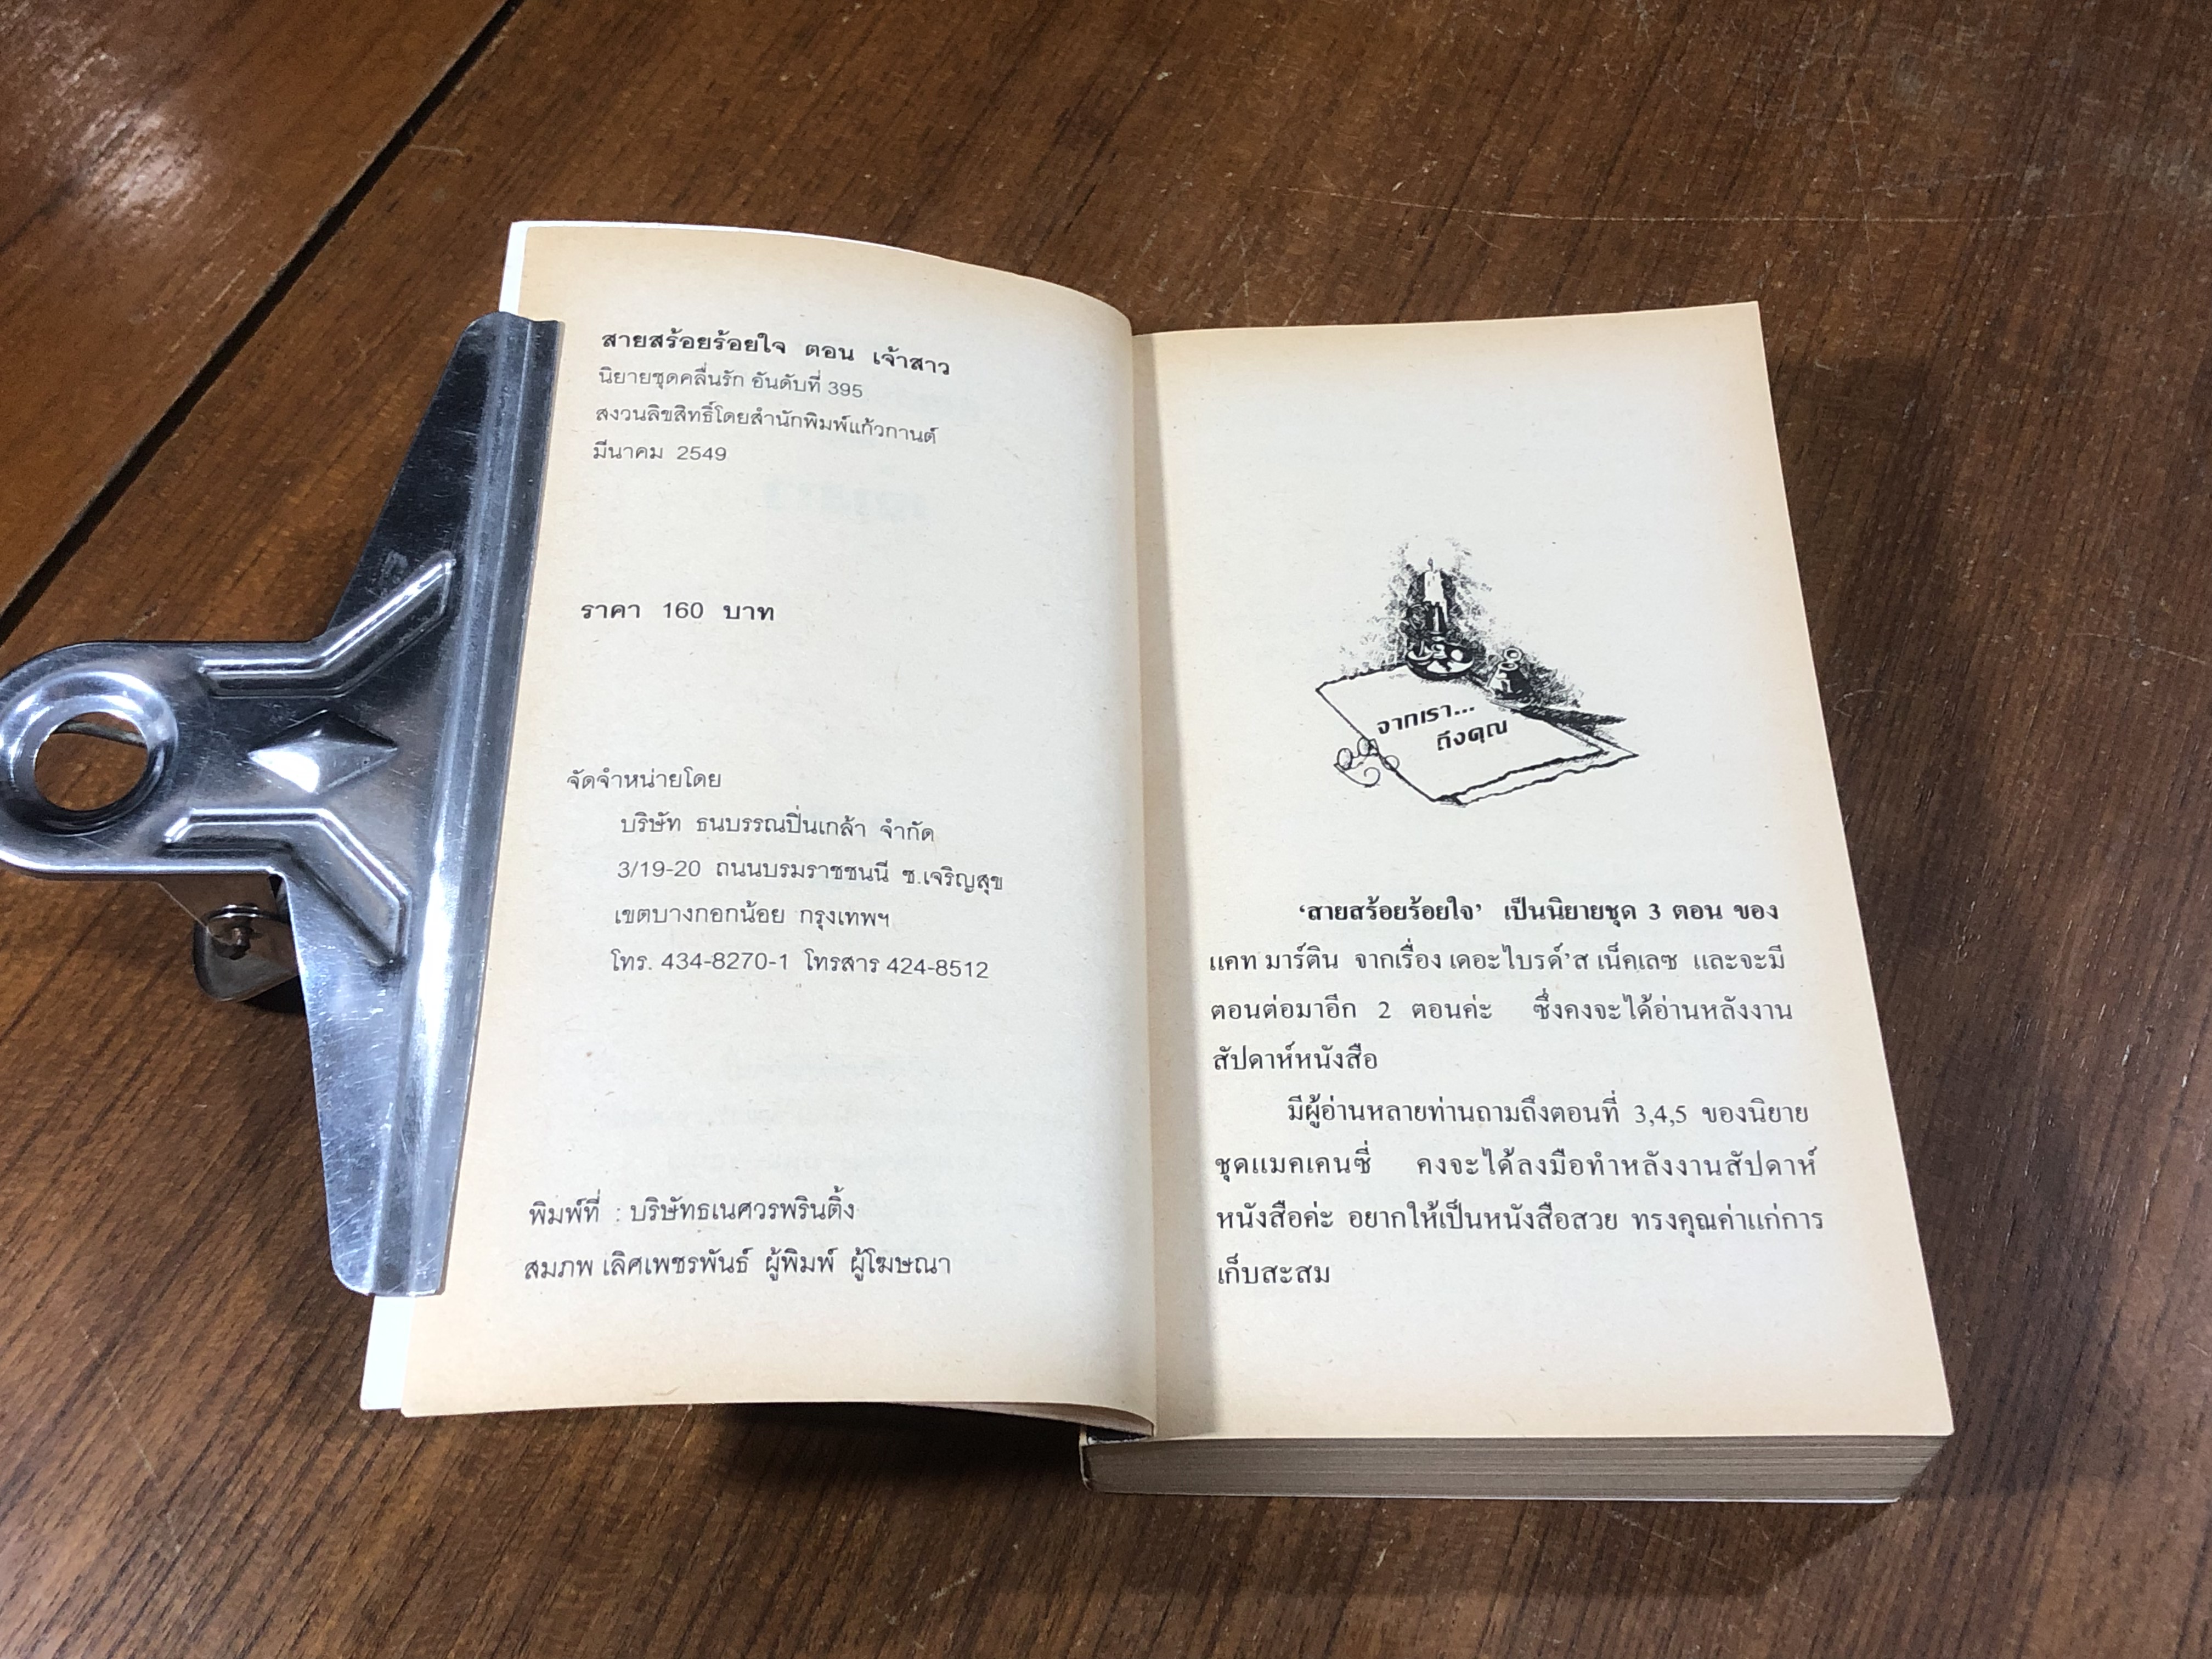 สายสร้อยร้อยใจ ตอน เจ้าสาว
นิยายชุดคลื่นรัก อันดับที่ 395
สงวนลิขสิทธิ์โดยสำนักพิมพ์แก้วกานต์
มีนาคม 2549
ราคา 160 บาท
จัดจำหน่ายโดย
บริษัท ธนบรรณปิ่นเกล้า จำกัด
3/19-20 ถนนบรมราชชนนี ซ.เจริญสุข
เขตบางกอกน้อย กรุงเทพฯ
โทร. 434-8270-1 โทรสาร 424-8512
พิมพ์ที่ : บริษัทธเนศวรพรินติ้ง
สมภพ เลิศเพชรพันธ์ ผู้พิมพ์ ผู้โฆษณา
จากเรา...
ถึงคุณ
‘สายสร้อยร้อยใจ’ เป็นนิยายชุด 3 ตอน ของ
แคท มาร์ติน จากเรื่อง เดอะไบรด์’ส เน็คเลซ และจะมี
ตอนต่อมาอีก 2 ตอนค่ะ ซึ่งคงจะได้อ่านหลังงาน
สัปดาห์หนังสือ
มีผู้อ่านหลายท่านถามถึงตอนที่ 3,4,5 ของนิยาย
ชุดแมคเคนซี่ คงจะได้ลงมือทำหลังงานสัปดาห์
หนังสือค่ะ อยากให้เป็นหนังสือสวย ทรงคุณค่าแก่การ
เก็บสะสม